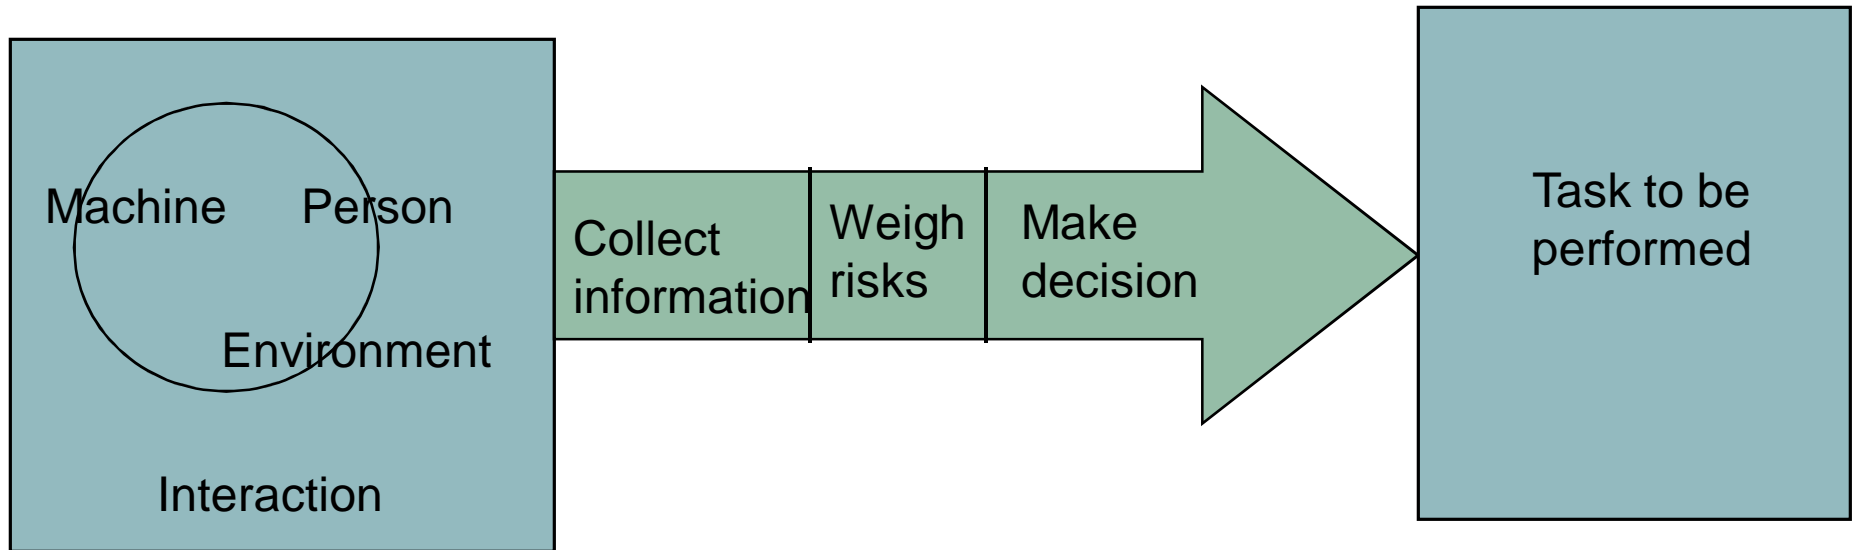 Machine Person
Environment
Interaction
Collect
information
Weigh
risks
Make
decision
Task to be
performed